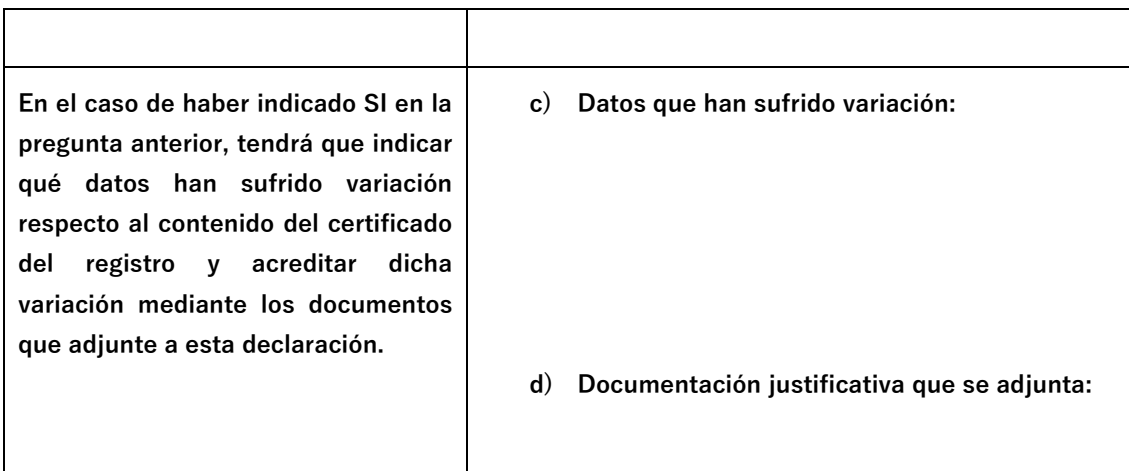 En el caso de haber indicado SI en la
pregunta anterior, tendrá que indicar
qué datos han sufrido variación
respecto al contenido del certificado
del registro y acreditar dicha
variación mediante los documentos
que adjunte a esta declaración.
c) Datos que han sufrido variación:
d) Documentación justificativa que se adjunta: